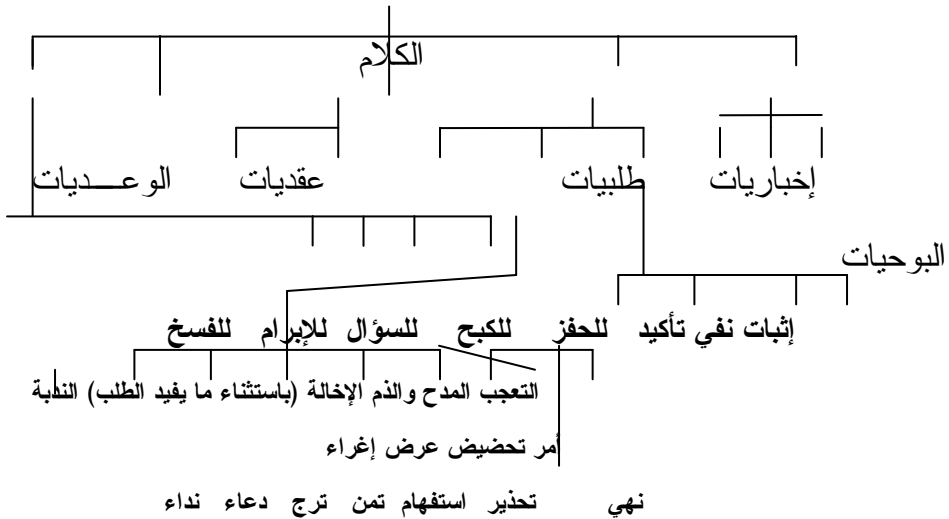 الكلام
إخباريات طلبيات عقديات الوعديات
البوحيات
إثبات نفي تأكيد للحفز للكبح للسؤال للإبرام للفسخ
التعجب المدح والذم الإخالة (باستثناء ما يفيد الطلب) الندبة
أمر تحضيض عرض إغراء
نهي تحذير استفهام تمن ترج دعاء نداء